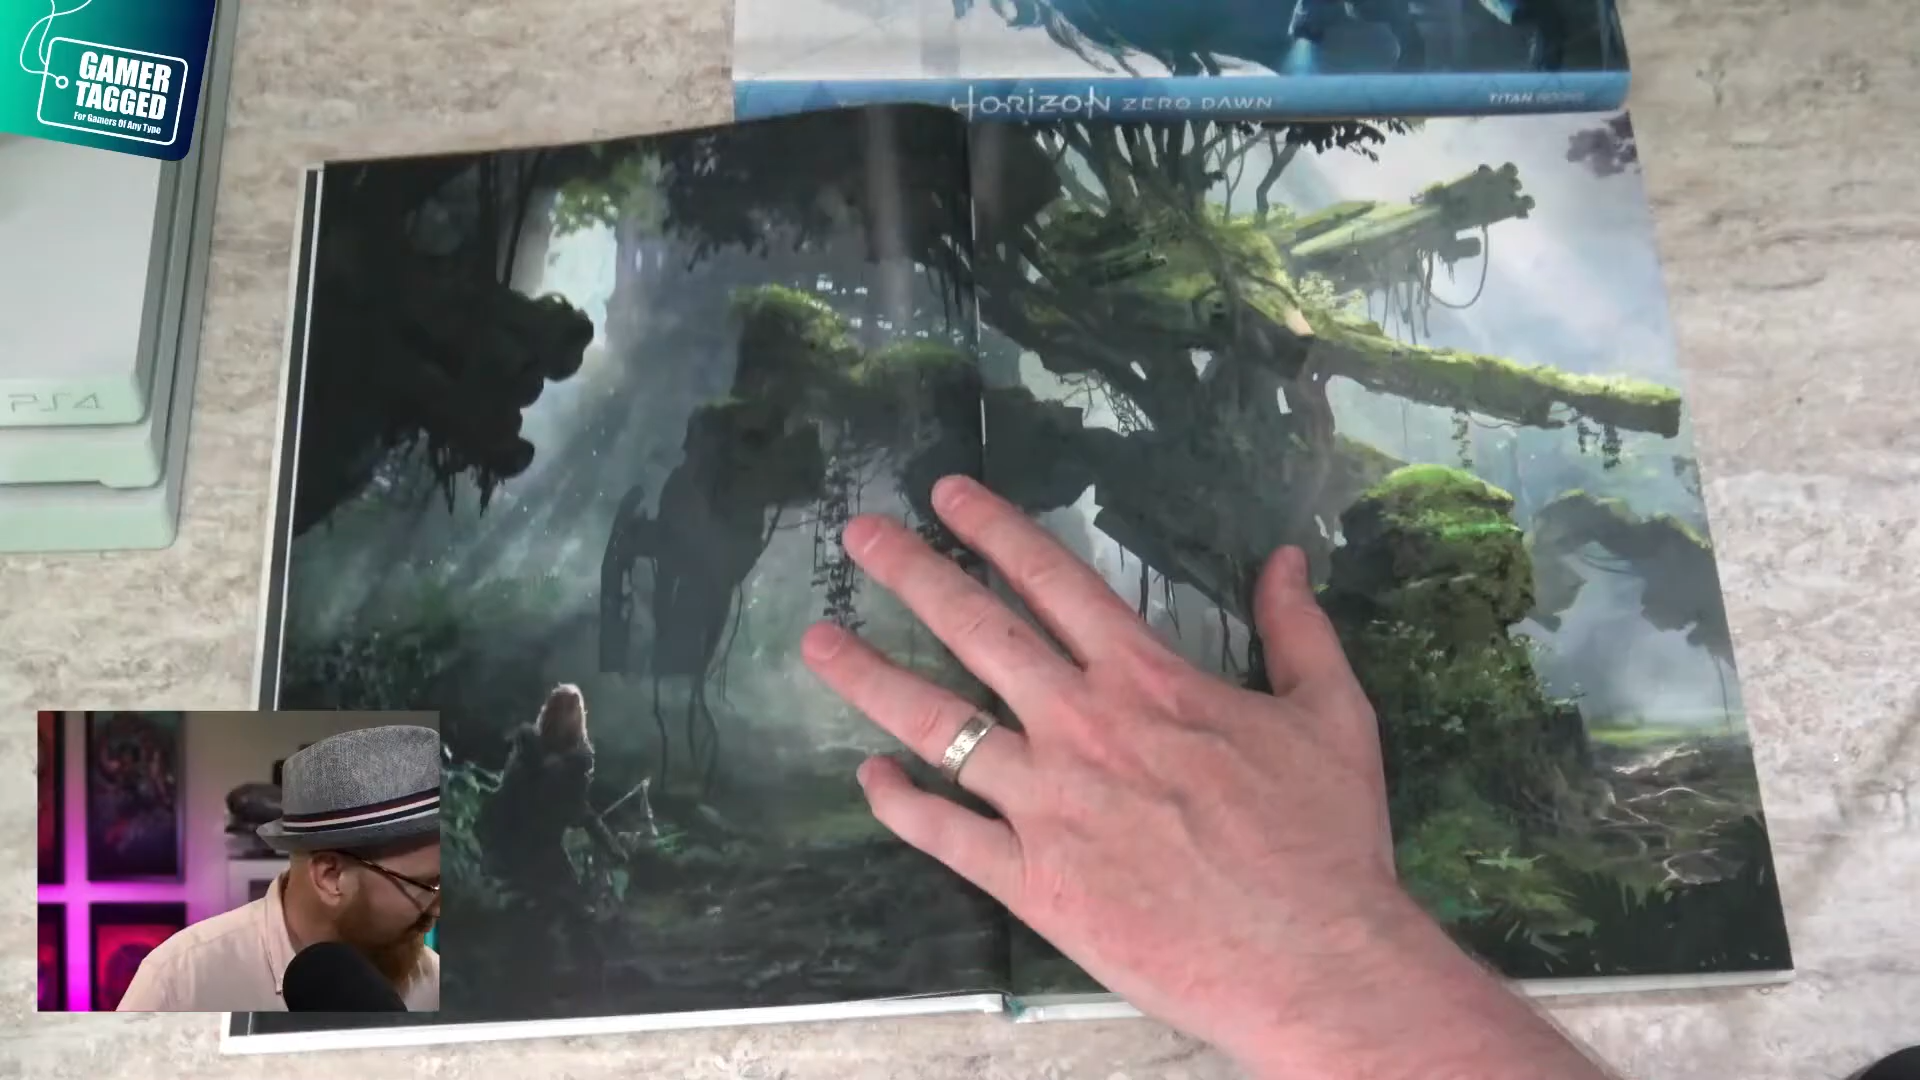 GAMER
TAGGED
For Gamers Of Any Type
HORIZON ZERO DAWN
TITAN BOOKS
PS4